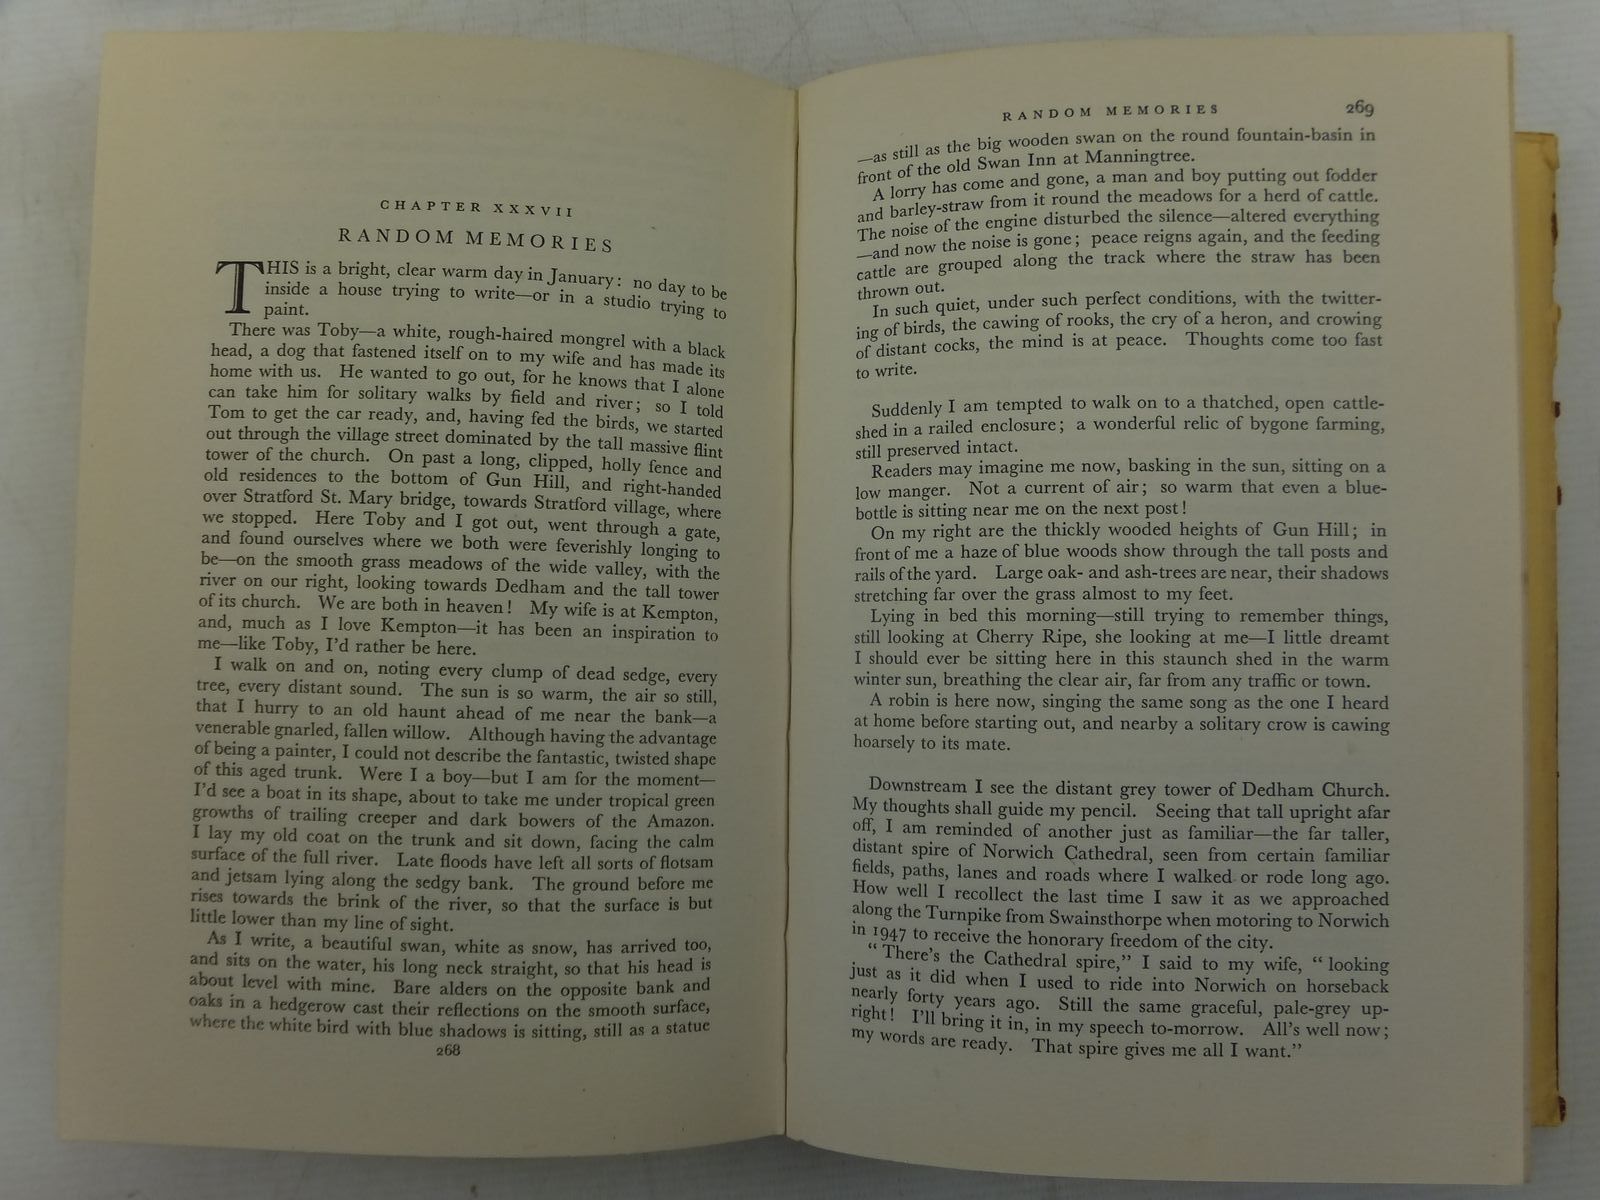 CHAPTER XXXVII
RANDOM MEMORIES
THIS is a bright, clear warm day in January: no day to be
inside a house trying to write—or in a studio trying to
paint.
There was Toby—a white, rough-haired mongrel with a black
head, a dog that fastened itself on to my wife and has made its
home with us. He wanted to go out, for he knows that I alone
can take him for solitary walks by field and river; so I told
Tom to get the car ready, and, having fed the birds, we started
out through the village street dominated by the tall massive flint
tower of the church. On past a long, clipped, holly fence and
old residences to the bottom of Gun Hill, and right-handed
over Stratford St. Mary bridge, towards Stratford village, where
we stopped. Here Toby and I got out, went through a gate,
and found ourselves where we both were feverishly longing to
be—on the smooth grass meadows of the wide valley, with the
river on our right, looking towards Dedham and the tall tower
of its church. We are both in heaven! My wife is at Kempton,
and, much as I love Kempton—it has been an inspiration to
me—like Toby, I'd rather be here.
I walk on and on, noting every clump of dead sedge, every
tree, every distant sound. The sun is so warm, the air so still,
that I hurry to an old haunt ahead of me near the bank—a
venerable gnarled, fallen willow. Although having the advantage
of being a painter, I could not describe the fantastic, twisted shape
of this aged trunk. Were I a boy—but I am for the moment—
I'd see a boat in its shape, about to take me under tropical green
growths of trailing creeper and dark bowers of the Amazon.
I lay my old coat on the trunk and sit down, facing the calm
surface of the full river. Late floods have left all sorts of flotsam
and jetsam lying along the sedgy bank. The ground before me
rises towards the brink of the river, so that the surface is but
little lower than my line of sight.
As I write, a beautiful swan, white as snow, has arrived too,
and sits on the water, his long neck straight, so that his head is
about level with mine. Bare alders on the opposite bank and
oaks in a hedgerow cast their reflections on the smooth surface,
where the white bird with blue shadows is sitting, still as a statue
268
RANDOM MEMORIES 269
—as still as the big wooden swan on the round fountain-basin in
front of the old Swan Inn at Manningtree.
A lorry has come and gone, a man and boy putting out fodder
and barley-straw from it round the meadows for a herd of cattle.
The noise of the engine disturbed the silence—altered everything
—and now the noise is gone; peace reigns again, and the feeding
cattle are grouped along the track where the straw has been
thrown out.
In such quiet, under such perfect conditions, with the twitter-
ing of birds, the cawing of rooks, the cry of a heron, and crowing
of distant cocks, the mind is at peace. Thoughts come too fast
to write.
Suddenly I am tempted to walk on to a thatched, open cattle-
shed in a railed enclosure; a wonderful relic of bygone farming,
still preserved intact.
Readers may imagine me now, basking in the sun, sitting on a
low manger. Not a current of air; so warm that even a blue-
bottle is sitting near me on the next post!
On my right are the thickly wooded heights of Gun Hill; in
front of me a haze of blue woods show through the tall posts and
rails of the yard. Large oak- and ash-trees are near, their shadows
stretching far over the grass almost to my feet.
Lying in bed this morning—still trying to remember things,
still looking at Cherry Ripe, she looking at me—I little dreamt
I should ever be sitting here in this staunch shed in the warm
winter sun, breathing the clear air, far from any traffic or town.
A robin is here now, singing the same song as the one I heard
at home before starting out, and nearby a solitary crow is cawing
hoarsely to its mate.
Downstream I see the distant grey tower of Dedham Church.
My thoughts shall guide my pencil. Seeing that tall upright afar
off, I am reminded of another just as familiar—the far taller,
distant spire of Norwich Cathedral, seen from certain familiar
fields, paths, lanes and roads where I walked or rode long ago.
How well I recollect the last time I saw it as we approached
along the Turnpike from Swainsthorpe when motoring to Norwich
in 1947 to receive the honorary freedom of the city.
"There's the Cathedral spire," I said to my wife, "looking
just as it did when I used to ride into Norwich on horseback
nearly forty years ago. Still the same graceful, pale-grey up-
right! I'll bring it in, in my speech to-morrow. All's well now;
my words are ready. That spire gives me all I want."